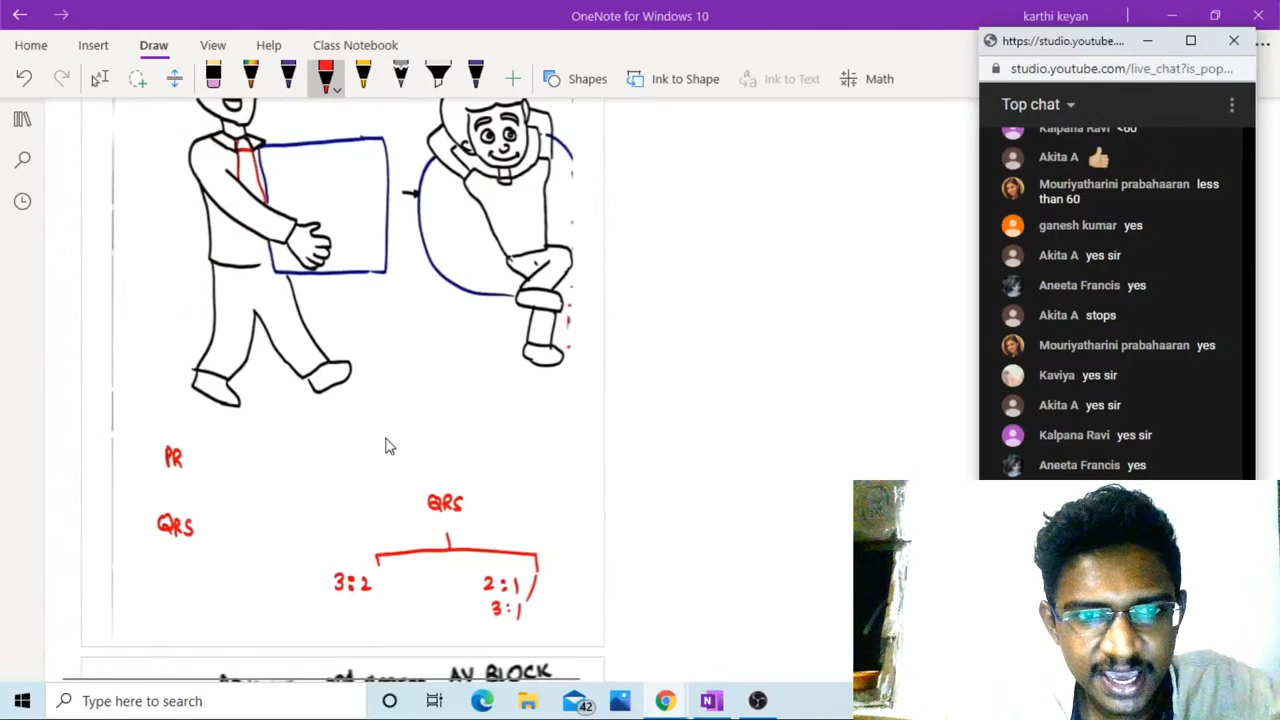 OneNote for Windows 10
karthi keyan
Home Insert Draw View Help Class Notebook
Shapes Ink to Shape Ink to Text Math
https://studio.youtube....
studio.youtube.com/live_chat?is_pop...
Top chat
Kalpana Ravi <60
Akita A 👍🏼
Mouriyatharini prabahaaran less
than 60
ganesh kumar yes
Akita A yes sir
Aneeta Francis yes
Akita A stops
Mouriyatharini prabahaaran yes
Kaviya yes sir
Akita A yes sir
Kalpana Ravi yes sir
Aneeta Francis yes
PR
QRS
QRS
3:2
2:1
3:1
AV BLOCK
Type here to search
42